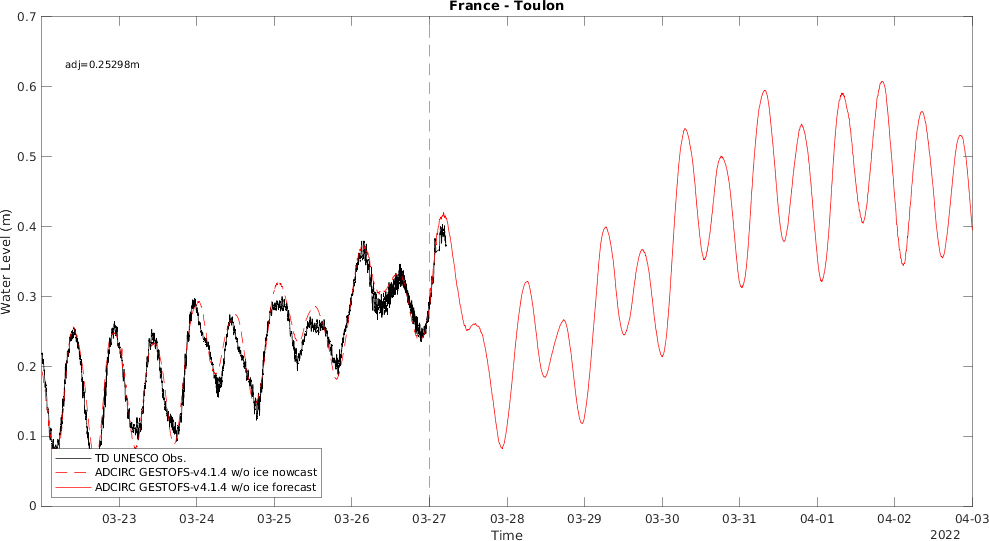 France - Toulon
adj=0.25298m
0.7
0.6
0.5
0.4
0.3
0.2
0.1
0
Water Level (m)
TD UNESCO Obs.
ADCIRC GESTOFS-v4.1.4 w/o ice nowcast
ADCIRC GESTOFS-v4.1.4 w/o ice forecast
03-23 03-24 03-25 03-26 03-27 03-28 03-29 03-30 03-31 04-01 04-02 04-03
Time
2022